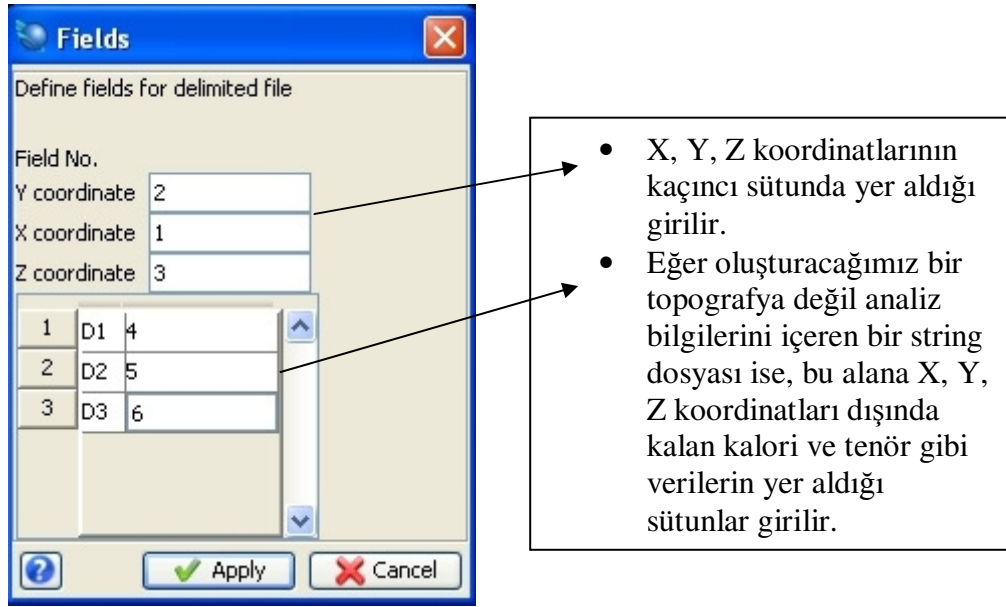 Fields
Define fields for delimited file
Field No.
Y coordinate 2
X coordinate 1
Z coordinate 3
1 D1 4
2 D2 5
3 D3 6
? Apply Cancel
• X, Y, Z koordinatlarının
kaçıncı sütunda yer aldığı
girilir.
• Eğer oluşturacağımız bir
topografya değil analiz
bilgilerini içeren bir string
dosyası ise, bu alana X, Y,
Z koordinatları dışında
kalan kalori ve tenör gibi
verilerin yer aldığı
sütunlar girilir.